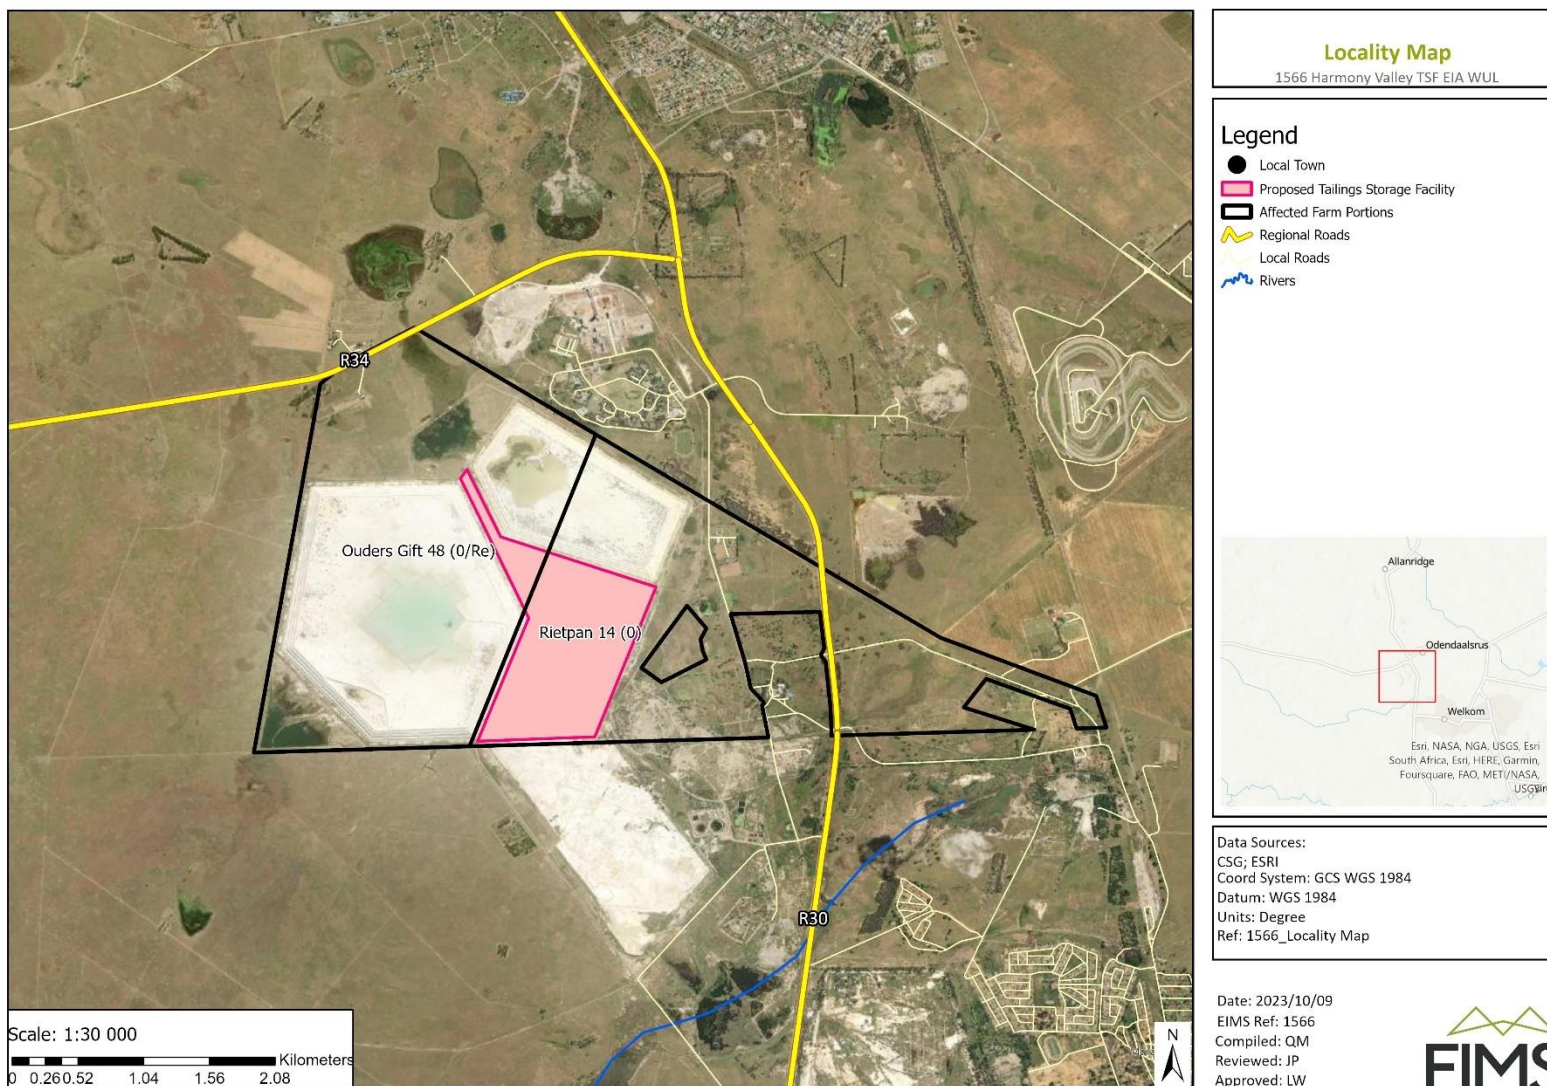 Locality Map
1566 Harmony Valley TSF EIA WUL
Legend
Local Town
Proposed Tailings Storage Facility
Affected Farm Portions
Regional Roads
Local Roads
Rivers
R34
Ouders Gift 48 (0/Re)
Rietpan 14 (0)
R30
Allanridge
Odendaalsrus
Welkom
Esri, NASA, NGA, USGS, Esri
South Africa, Esri, HERE, Garmin,
Foursquare, FAO, METI/NASA,
USGS
Data Sources:
CSG; ESRI
Coord System: GCS WGS 1984
Datum: WGS 1984
Units: Degree
Ref: 1566_Locality Map
Date: 2023/10/09
EIMS Ref: 1566
Compiled: QM
Reviewed: JP
Approved: LW
EIMS
N
Scale: 1:30 000
Kilometers
0 0.26 0.52 1.04 1.56 2.08